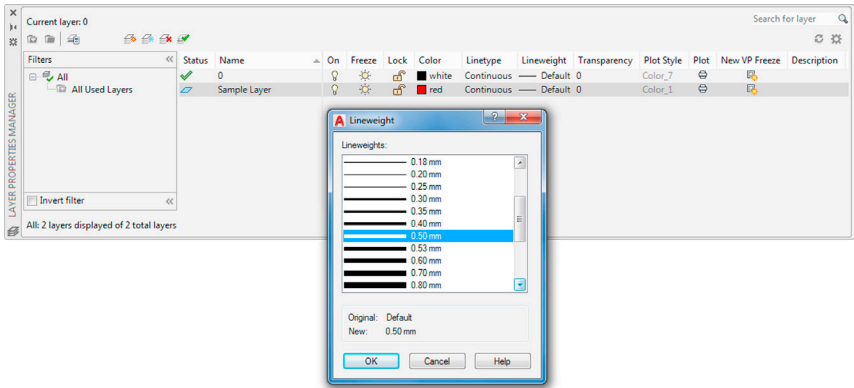 Current layer: 0
Search for layer
Filters
Status Name On Freeze Lock Color Linetype Lineweight Transparency Plot Style Plot New VP Freeze Description
All
0 white Continuous Default 0 Color_7
All Used Layers
Sample Layer red Continuous Default 0 Color_1
LAYER PROPERTIES MANAGER
Invert filter
All: 2 layers displayed of 2 total layers
A Lineweight
Lineweights:
0.18 mm
0.20 mm
0.25 mm
0.30 mm
0.35 mm
0.40 mm
0.50 mm
0.53 mm
0.60 mm
0.70 mm
0.80 mm
Original: Default
New: 0.50 mm
OK Cancel Help